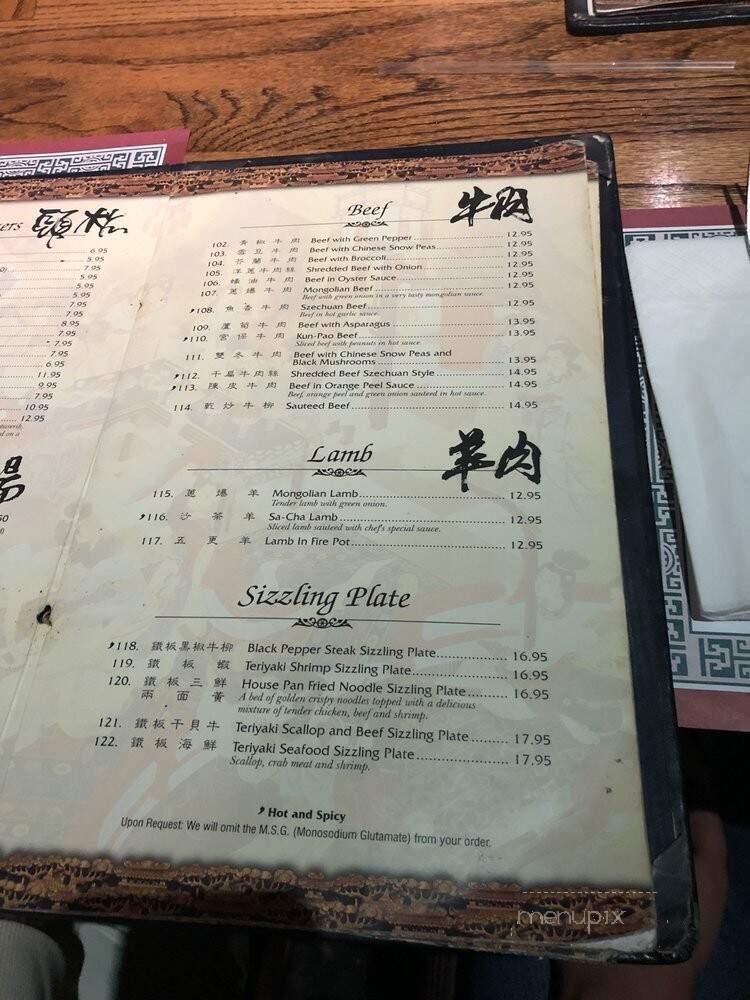 ers 頭枱
6.95
7.95
5.95
7.95
5.95
5.95
7.95
7.95
8.95
7.95
7.95
7.95
6.95
11.95
9.95
7.95
10.95
12.95
ed on a
湯
50
Beef 牛肉
102. 青椒牛肉 Beef with Green Pepper 12.95
103. 雪豆牛肉 Beef with Chinese Snow Peas 12.95
104. 芥蘭牛肉 Beef with Broccoli 12.95
105. 洋蔥牛肉絲 Shredded Beef with Onion 12.95
106. 蠔油牛肉 Beef in Oyster Sauce 12.95
107. 蔥爆牛肉 Mongolian Beef 12.95
Beef with green onion in a very tasty mongolian sauce.
108. 魚香牛肉 Szechuan Beef 12.95
Beef in hot garlic sauce.
109. 蘆筍牛肉 Beef with Asparagus 13.95
110. 宮保牛肉 Kun-Pao Beef 13.95
Sliced beef with peanuts in hot sauce.
111. 雙冬牛肉 Beef with Chinese Snow Peas and
Black Mushrooms 13.95
112. 干扁牛肉絲 Shredded Beef Szechuan Style 14.95
113. 陳皮牛肉 Beef in Orange Peel Sauce 14.95
Beef, orange peel and green onion sauteed in hot sauce.
114. 乾炒牛柳 Sauteed Beef 14.95
Lamb 羊肉
115. 蔥爆羊 Mongolian Lamb 12.95
Tender lamb with green onion.
116. 沙茶羊 Sa-Cha Lamb 12.95
Sliced lamb sauteed with chef's special sauce.
117. 五更羊 Lamb In Fire Pot 12.95
Sizzling Plate
118. 鐵板黑椒牛柳 Black Pepper Steak Sizzling Plate 16.95
119. 鐵板蝦 Teriyaki Shrimp Sizzling Plate 16.95
120. 鐵板三鮮 House Pan Fried Noodle Sizzling Plate 16.95
兩面黃 A bed of golden crispy noodles topped with a delicious
mixture of tender chicken, beef and shrimp.
121. 鐵板干貝牛 Teriyaki Scallop and Beef Sizzling Plate 17.95
122. 鐵板海鮮 Teriyaki Seafood Sizzling Plate 17.95
Scallop, crab meat and shrimp.
Hot and Spicy
Upon Request: We will omit the M.S.G. (Monosodium Glutamate) from your order.
menupix